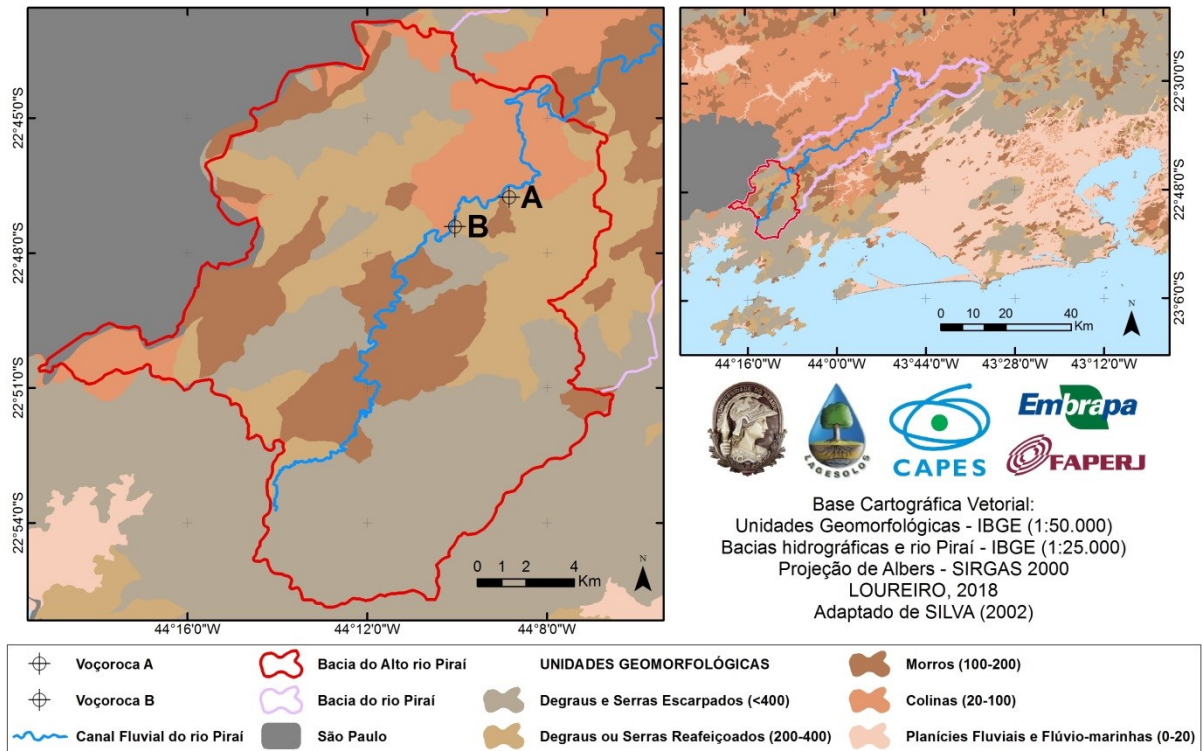 22°45'0"S
22°48'0"S
22°51'0"S
22°54'0"S
44°16'0"W
44°12'0"W
44°8'0"W
A
B
0 1 2 4
Km
N
22°30'0"S
22°48'0"S
23°6'0"S
44°16'0"W
44°0'0"W
43°44'0"W
43°28'0"W
43°12'0"W
0 10 20 40
Km
N
LAGESOLOS
CAPES
Embrapa
FAPERJ
Base Cartográfica Vetorial:
Unidades Geomorfológicas - IBGE (1:50.000)
Bacias hidrográficas e rio Piraí - IBGE (1:25.000)
Projeção de Albers - SIRGAS 2000
LOUREIRO, 2018
Adaptado de SILVA (2002)
Voçoroca A
Voçoroca B
Canal Fluvial do rio Piraí
Bacia do Alto rio Piraí
Bacia do rio Piraí
São Paulo
UNIDADES GEOMORFOLÓGICAS
Degraus e Serras Escarpados (<400)
Degraus ou Serras Reafeiçoados (200-400)
Morros (100-200)
Colinas (20-100)
Planícies Fluviais e Flúvio-marinhas (0-20)